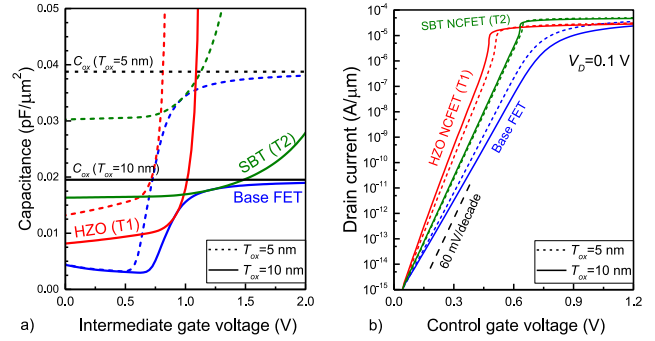 a)
Capacitance (pF/μm²)
0.05
0.04
0.03
0.02
0.01
0.00
C_ox (T_ox=5 nm)
C_ox (T_ox=10 nm)
SBT (T2)
HZO (T1)
Base FET
T_ox=5 nm
T_ox=10 nm
0.0 0.5 1.0 1.5 2.0
Intermediate gate voltage (V)
b)
Drain current (A/μm)
10⁻⁴
10⁻⁵
10⁻⁶
10⁻⁷
10⁻⁸
10⁻⁹
10⁻¹⁰
10⁻¹¹
10⁻¹²
10⁻¹³
10⁻¹⁴
10⁻¹⁵
SBT NCFET (T2)
V_D=0.1 V
HZO NCFET (T1)
Base FET
60 mV/decade
T_ox=5 nm
T_ox=10 nm
0.0 0.3 0.6 0.9 1.2
Control gate voltage (V)